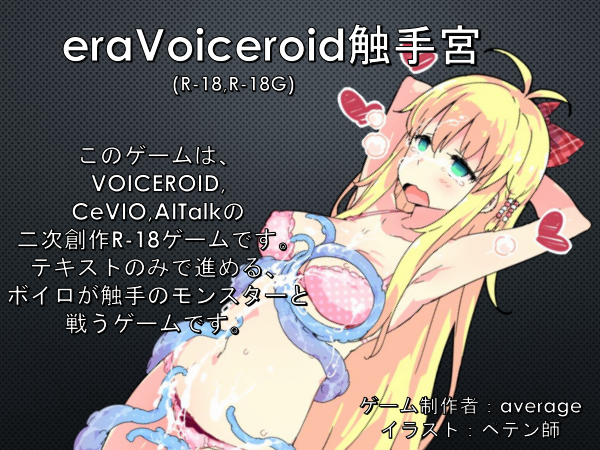 eraVoiceroid触手宮
(R-18,R-18G)
このゲームは、
VOICEROID,
CeVIO,AITalkの
二次創作R-18ゲームです。
テキストのみで進める、
ボイロが触手のモンスターと
戦うゲームです。
ゲーム制作者：average
イラスト：ヘテン師